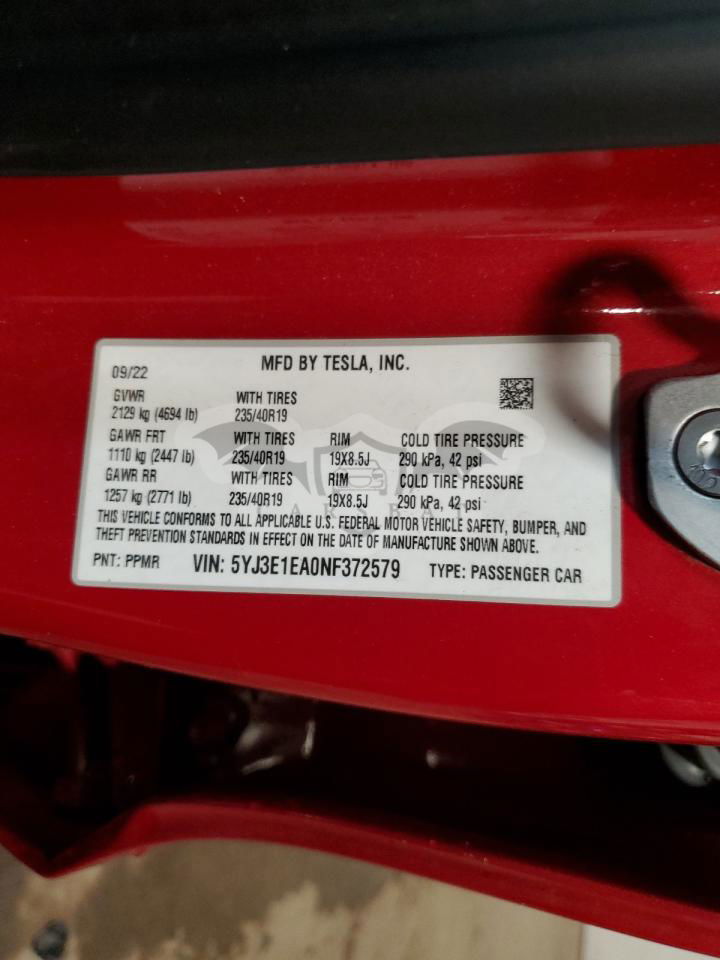 09/22 MFD BY TESLA, INC.
GVWR WITH TIRES
2129 kg (4694 lb) 235/40R19
GAWR FRT WITH TIRES RIM COLD TIRE PRESSURE
1110 kg (2447 lb) 235/40R19 19X8.5J 290 kPa, 42 psi
GAWR RR WITH TIRES RIM COLD TIRE PRESSURE
1257 kg (2771 lb) 235/40R19 19X8.5J 290 kPa, 42 psi
THIS VEHICLE CONFORMS TO ALL APPLICABLE U.S. FEDERAL MOTOR VEHICLE SAFETY, BUMPER, AND
THEFT PREVENTION STANDARDS IN EFFECT ON THE DATE OF MANUFACTURE SHOWN ABOVE.
PNT: PPMR VIN: 5YJ3E1EA0NF372579 TYPE: PASSENGER CAR